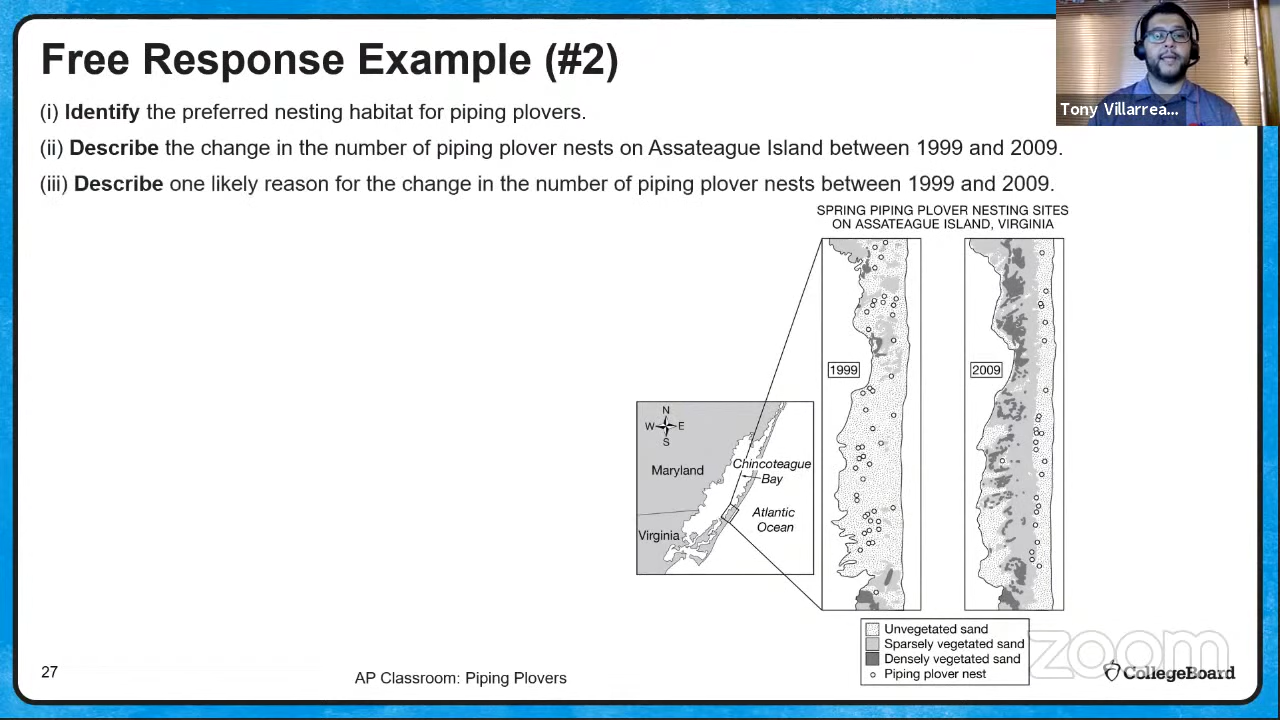 Free Response Example (#2)
Tony Villarrea...
(i) Identify the preferred nesting habitat for piping plovers.
(ii) Describe the change in the number of piping plover nests on Assateague Island between 1999 and 2009.
(iii) Describe one likely reason for the change in the number of piping plover nests between 1999 and 2009.
SPRING PIPING PLOVER NESTING SITES
ON ASSATEAGUE ISLAND, VIRGINIA
1999
2009
N
W E
S
Maryland
Chincoteague
Bay
Atlantic
Ocean
Virginia
Unvegetated sand
Sparsely vegetated sand
Densely vegetated sand
Piping plover nest
27
AP Classroom: Piping Plovers
zoom
CollegeBoard